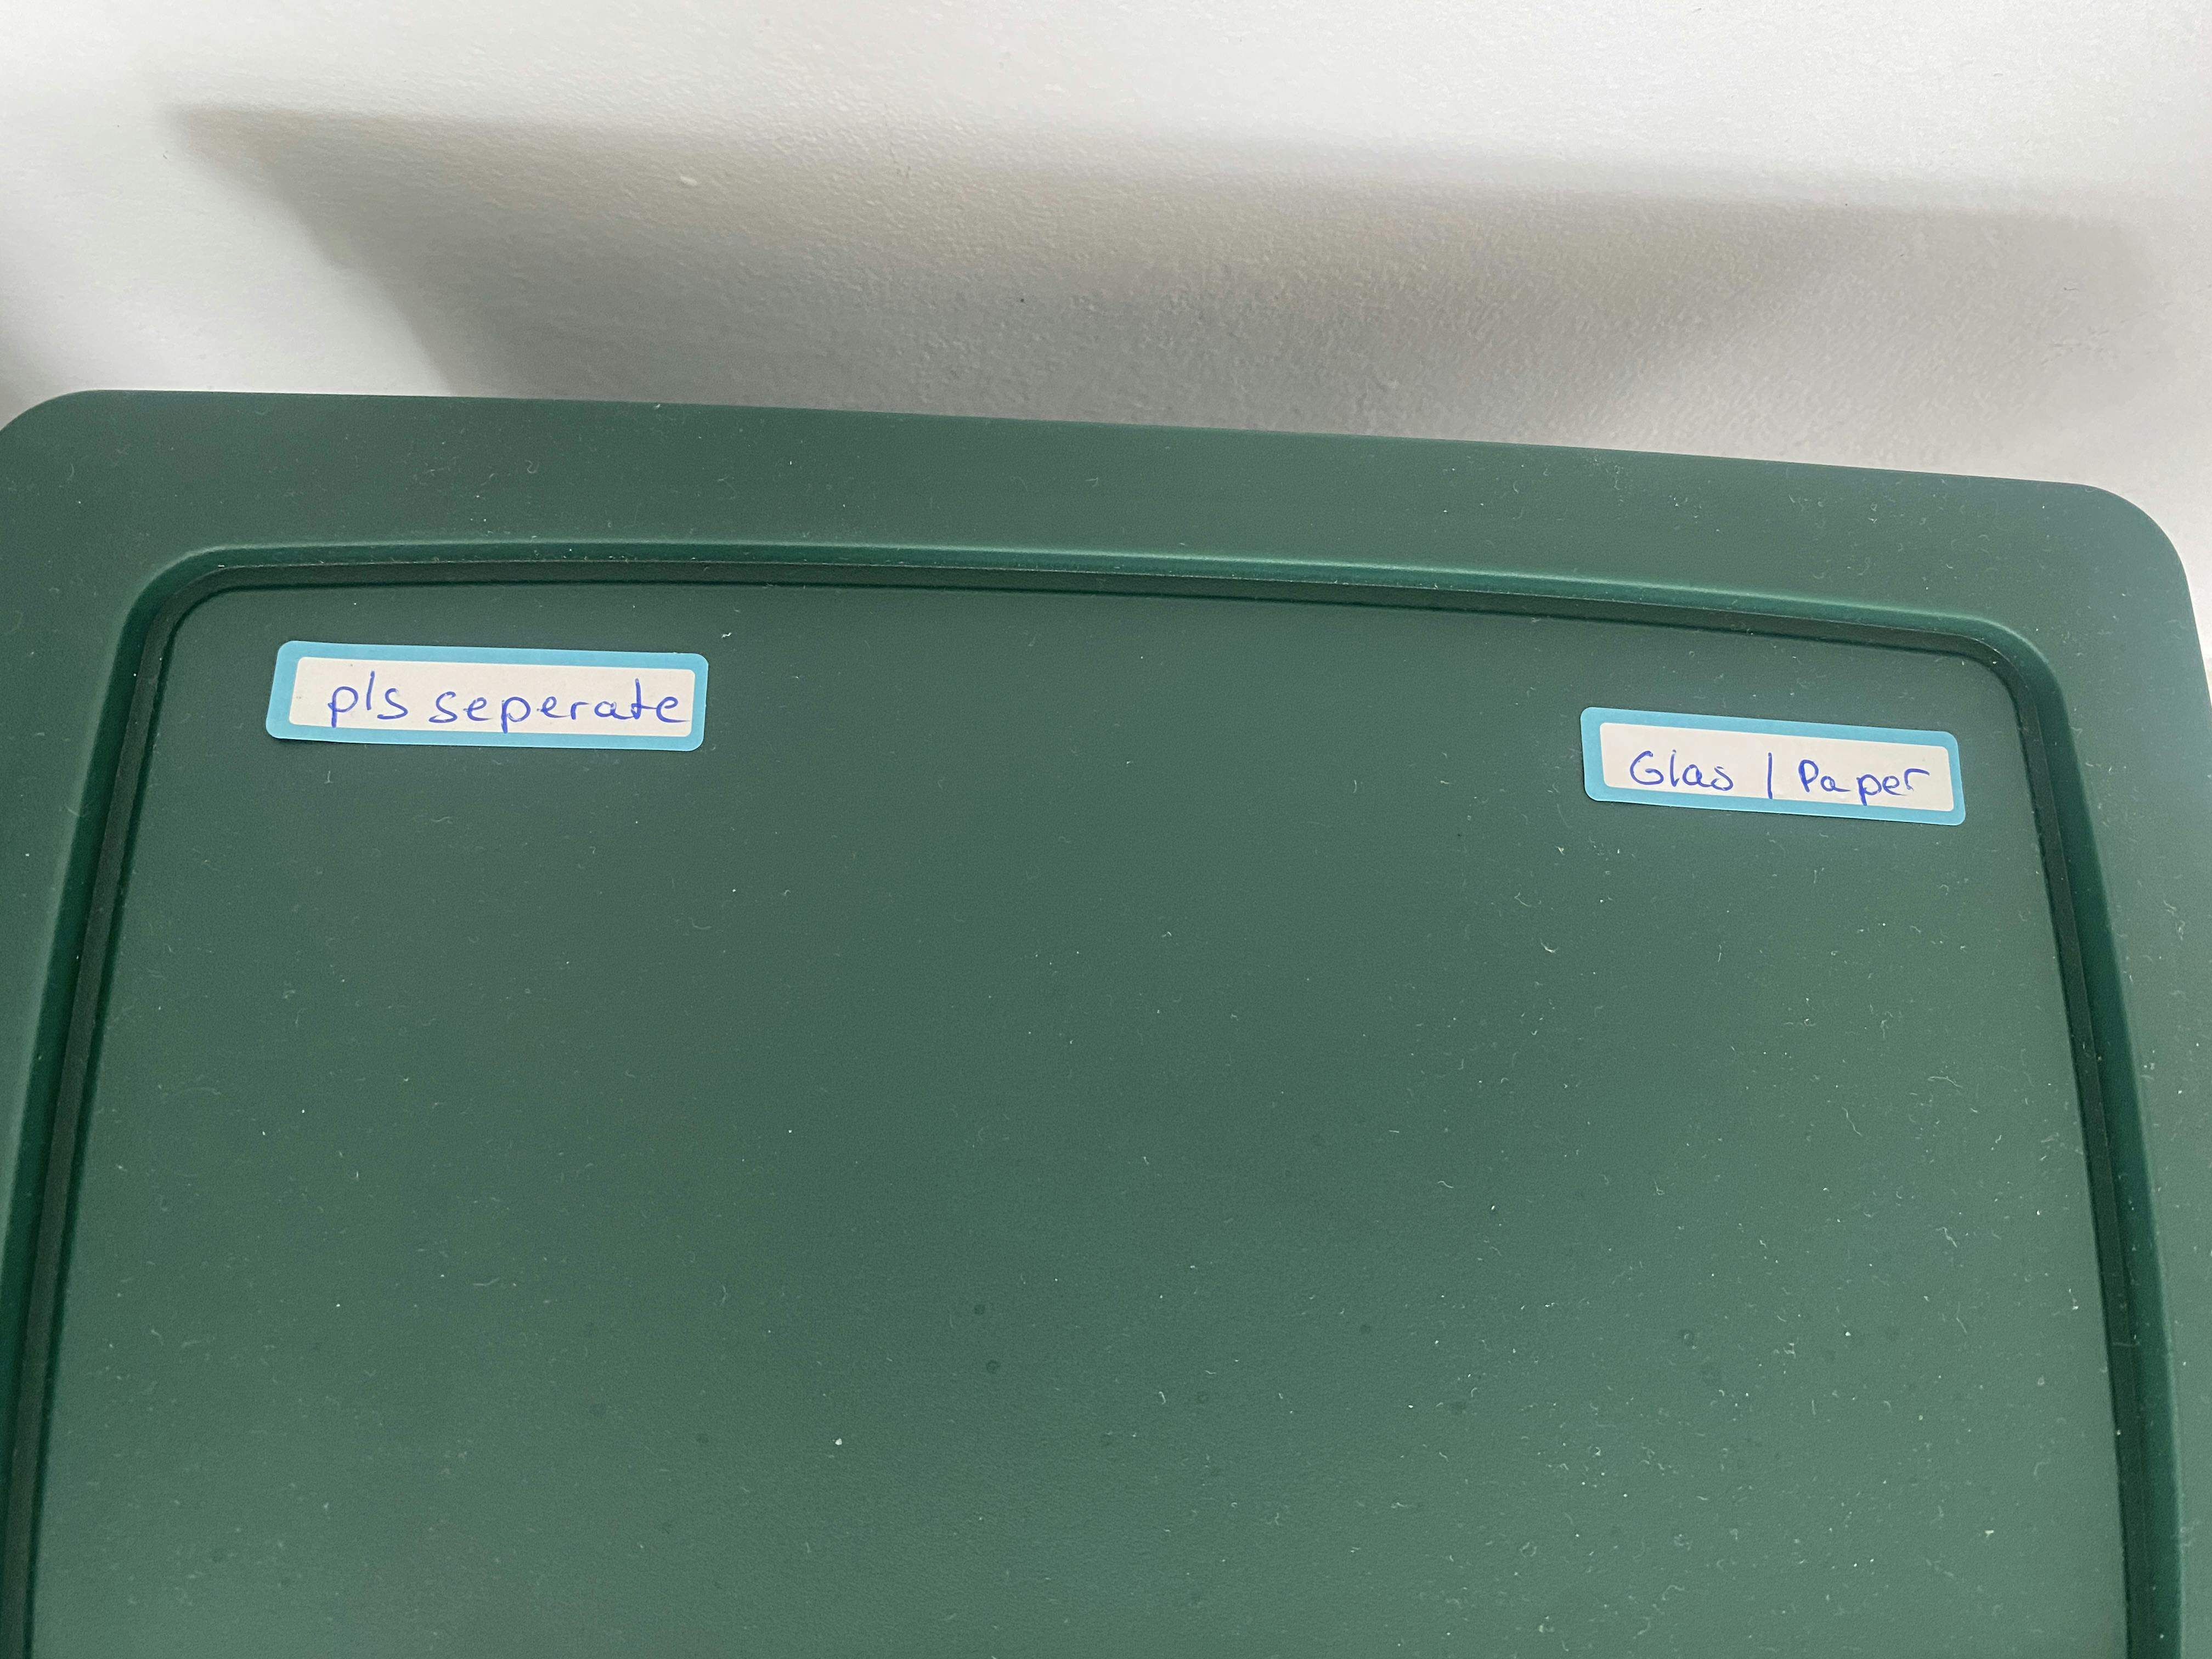 pls seperate
Glas | Paper